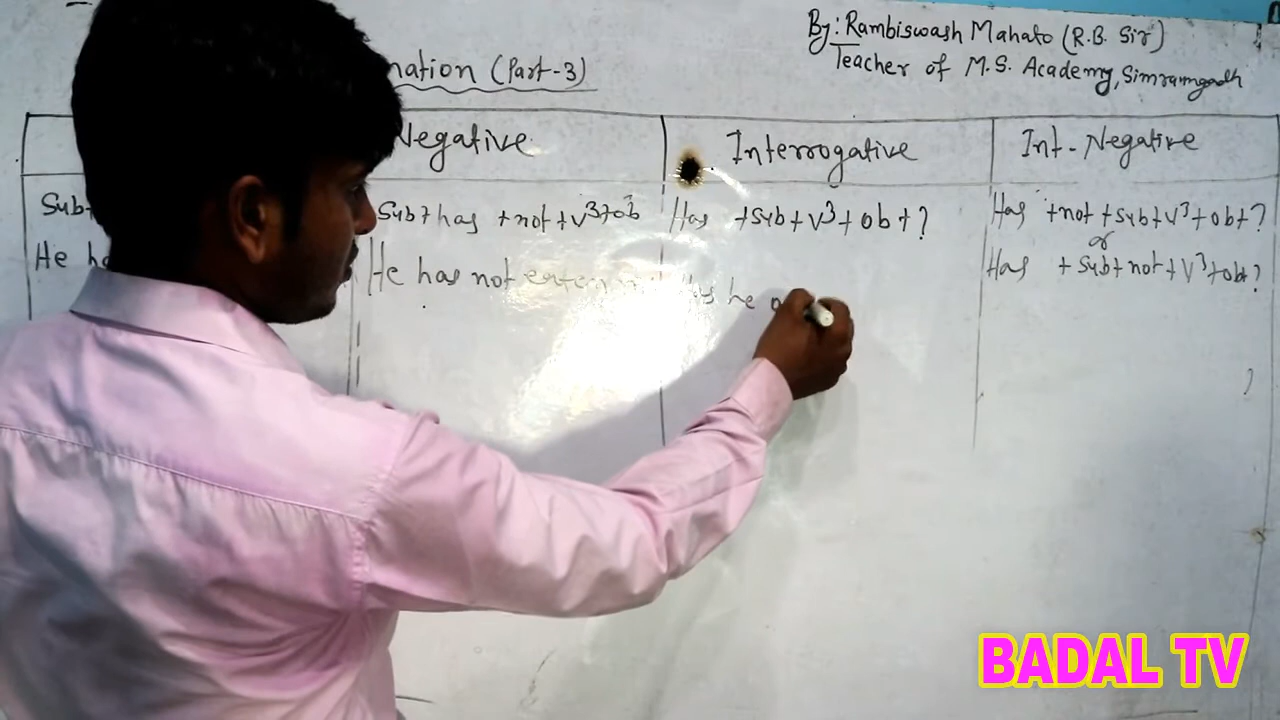 By: Rambiswash Mahato (R.B. Sir)
Teacher of M.S. Academy, Simraungadh
(Part-3)
Negative
Interrogative
Int-Negative
Sub+has +not+V3+ob
Has +Sub+V3+ob+?
Has +not+sub+V3+ob+?
or
Has +Sub+not+V3+ob+?
He has not
he
?
BADAL TV